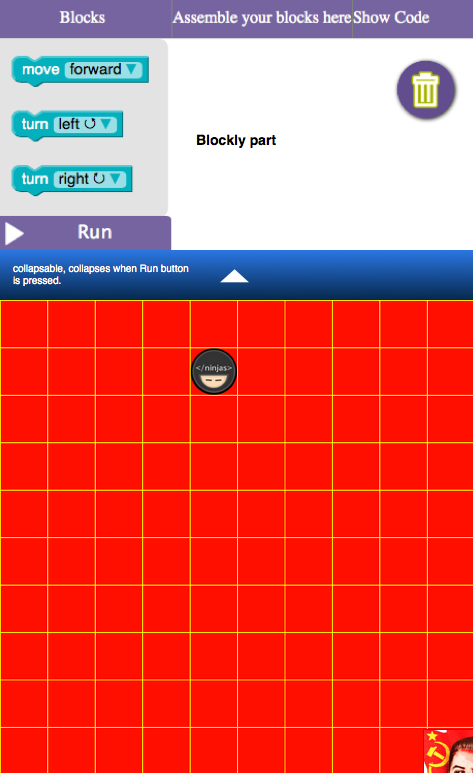 Blocks
Assemble your blocks here
Show Code
move forward ▼
turn left ↺ ▼
turn right ↻ ▼
Blockly part
Run
collapsable, collapses when Run button
is pressed.
</ninjas>